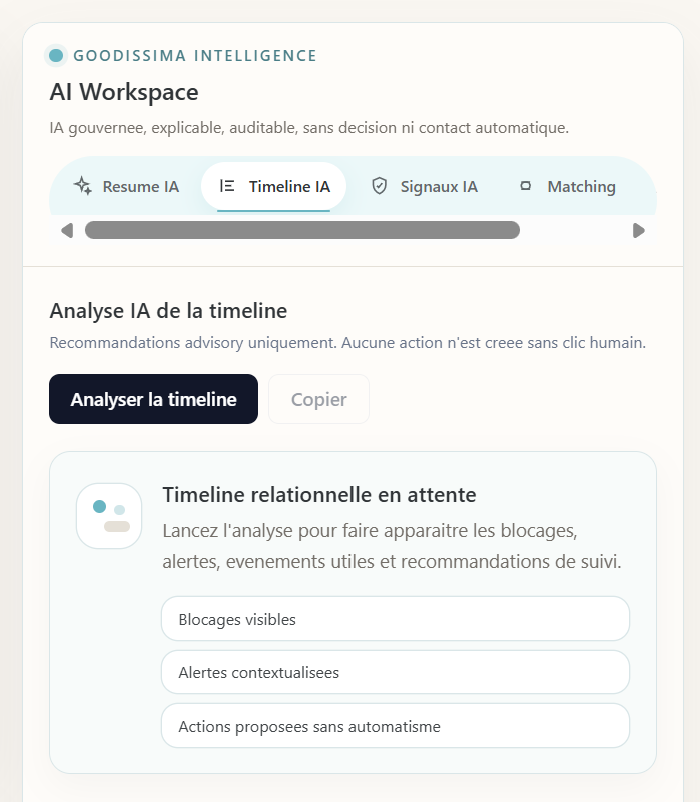 GOODISSIMA INTELLIGENCE
AI Workspace
IA gouvernee, explicable, auditable, sans decision ni contact automatique.
Resume IA
Timeline IA
Signaux IA
Matching
Analyse IA de la timeline
Recommandations advisory uniquement. Aucune action n'est creee sans clic humain.
Analyser la timeline
Copier
Timeline relationnelle en attente
Lancez l'analyse pour faire apparaitre les blocages,
alertes, evenements utiles et recommandations de suivi.
Blocages visibles
Alertes contextualisees
Actions proposees sans automatisme